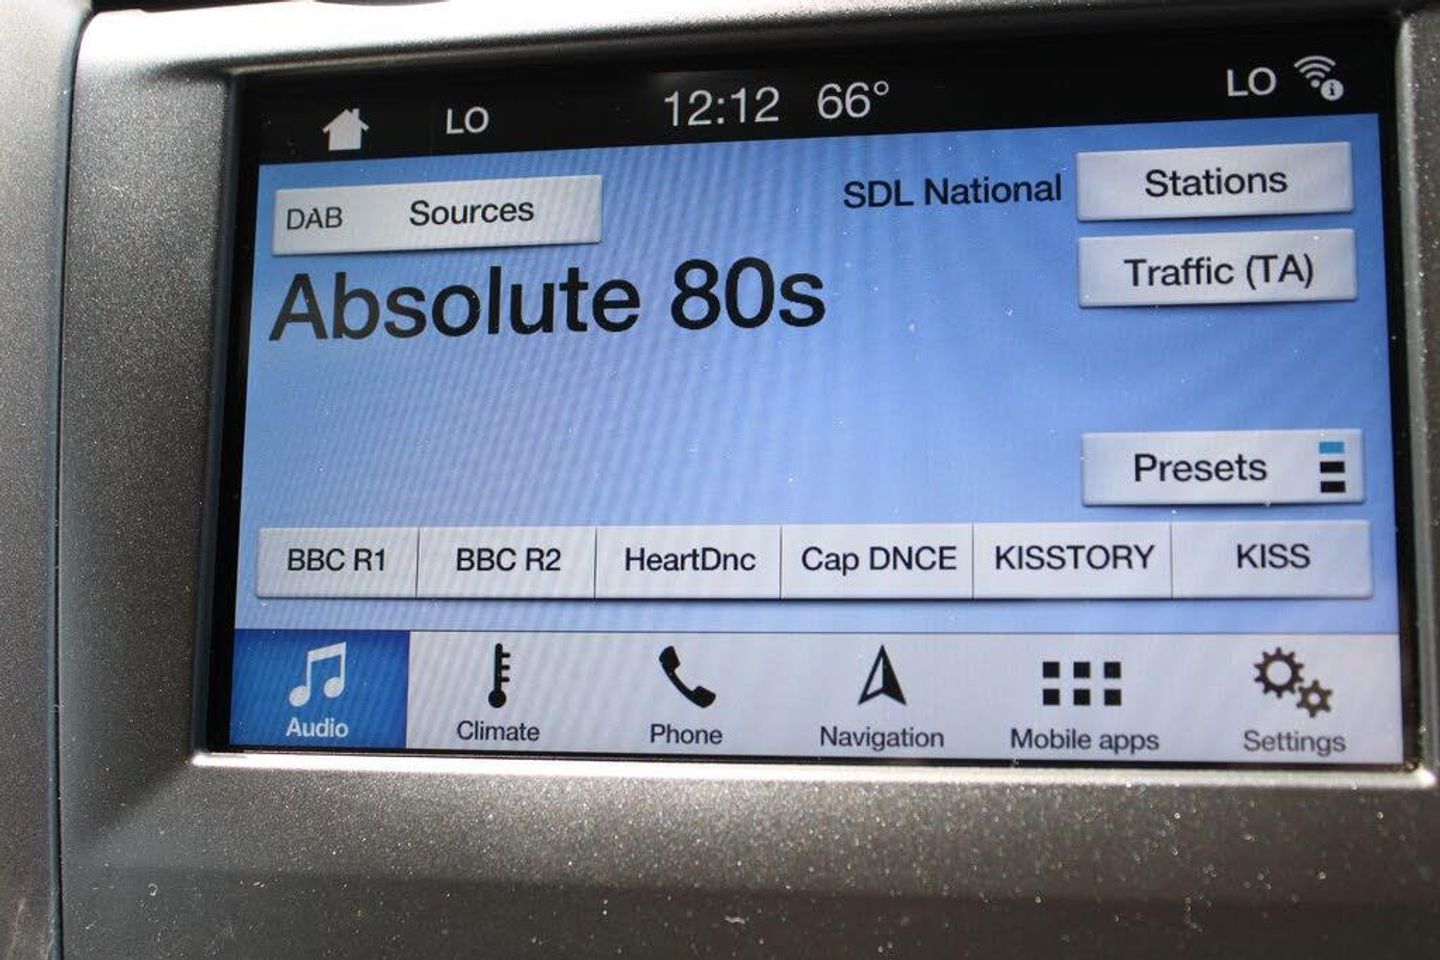 LO 12:12 66° LO
DAB Sources SDL National Stations
Absolute 80s Traffic (TA)
Presets
BBC R1 BBC R2 HeartDnc Cap DNCE KISSTORY KISS
Audio Climate Phone Navigation Mobile apps Settings